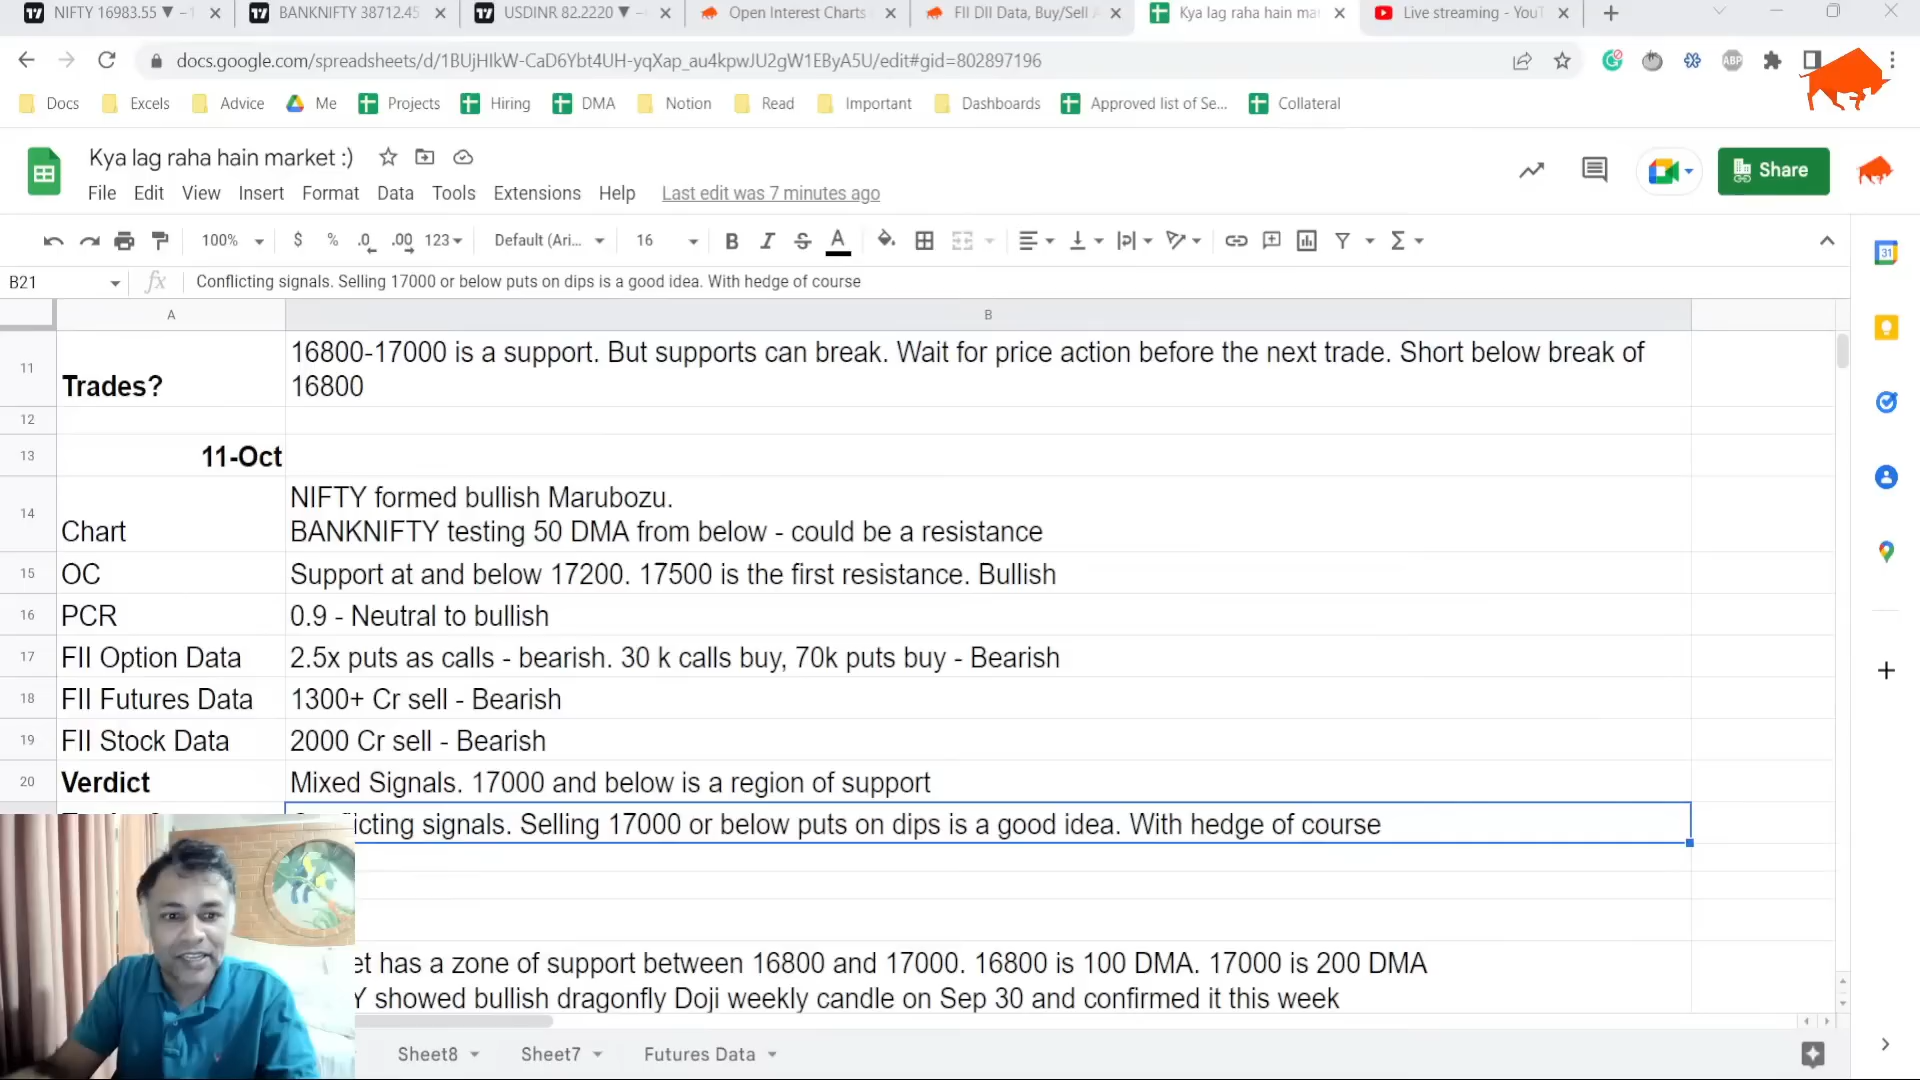 NIFTY 16983.55 ▼
BANKNIFTY 38712.45
USDINR 82.2220 ▼
Open Interest Charts
FII DII Data, Buy/Sell
Kya lag raha hain
Live streaming -
docs.google.com/spreadsheets/d/1BUjHIkW-CaD6Ybt4UH-yqXap_au4kpwJU2gW1EByA5U/edit#gid=802897196
ABP
Docs
Excels
Advice
Me
Projects
Hiring
DMA
Notion
Read
Important
Dashboards
Approved list of Se...
Collateral
Kya lag raha hain market :)
File Edit View Insert Format Data Tools Extensions Help Last edit was 7 minutes ago
Share
100% $ % .0 .00 123 Default (Ari... 16 B I S A
B21 fx Conflicting signals. Selling 17000 or below puts on dips is a good idea. With hedge of course
31
A B
11 Trades? 16800-17000 is a support. But supports can break. Wait for price action before the next trade. Short below break of
16800
12
13 11-Oct
14 Chart NIFTY formed bullish Marubozu.
BANKNIFTY testing 50 DMA from below - could be a resistance
15 OC Support at and below 17200. 17500 is the first resistance. Bullish
16 PCR 0.9 - Neutral to bullish
17 FII Option Data 2.5x puts as calls - bearish. 30 k calls buy, 70k puts buy - Bearish
18 FII Futures Data 1300+ Cr sell - Bearish
19 FII Stock Data 2000 Cr sell - Bearish
20 Verdict Mixed Signals. 17000 and below is a region of support
signals. Selling 17000 or below puts on dips is a good idea. With hedge of course
has a zone of support between 16800 and 17000. 16800 is 100 DMA. 17000 is 200 DMA
showed bullish dragonfly Doji weekly candle on Sep 30 and confirmed it this week
Sheet8 Sheet7 Futures Data